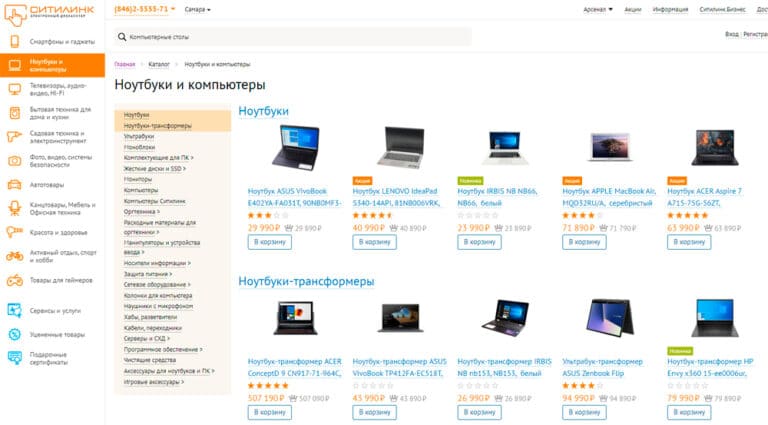 СИТИЛИНК
ЭЛЕКТРОННЫЙ ДИСКАУНТЕР
(846)2-5555-71
Самара
Арсенал
Акции
Информация
Ситилинк.Бизнес
Компьютерные столы
Вход | Регистра
Смартфоны и гаджеты
Ноутбуки и
компьютеры
Телевизоры, аудио-
видео, HI-FI
Бытовая техника для
дома и кухни
Садовая техника и
электроинструмент
Фото, видео, системы
безопасности
Автотовары
Канцтовары, Мебель и
Офисная техника
Красота и здоровье
Активный отдых, спорт
и хобби
Товары для геймеров
Сервисы и услуги
Уцененные товары
Подарочные
сертификаты
Главная > Каталог > Ноутбуки и компьютеры
Ноутбуки и компьютеры
Ноутбуки
Ноутбуки-трансформеры
Ультрабуки
Моноблоки
Комплектующие для ПК >
Жесткие диски и SSD >
Мониторы
Компьютеры
Компьютеры Ситилинк
Оргтехника >
Расходные материалы для
оргтехники >
Манипуляторы и устройства
ввода >
Носители информации >
Защита питания >
Сетевое оборудование >
Колонки для компьютера
Наушники с микрофоном
Хабы, разветвители
Кабели, переходники
Серверы и СХД >
Программное обеспечение >
Чистящие средства
Аксессуары для ноутбуков и ПК >
Игровые аксессуары >
Ноутбуки
Ноутбук ASUS VivoBook
E402YA-FA031T, 90NB0MF3-
29 990 ₽ 29 890 ₽
В корзину
Акция
Ноутбук LENOVO IdeaPad
S340-14API, 81NB006VRK,
40 990 ₽ 40 890 ₽
В корзину
Новинка
Ноутбук IRBIS NB NB66,
NB66, белый
23 990 ₽ 23 890 ₽
В корзину
Акция
Ноутбук APPLE MacBook Air,
MQD32RU/A, серебристый
71 890 ₽ 71 790 ₽
В корзину
Акция
Ноутбук ACER Aspire 7
A715-75G-56ZT,
63 990 ₽ 63 890 ₽
В корзину
Ноутбуки-трансформеры
Ноутбук-трансформер ACER
ConceptD 9 CN917-71-964C,
507 190 ₽ 507 090 ₽
В корзину
Ноутбук-трансформер ASUS
VivoBook TP412FA-EC518T,
43 990 ₽ 43 890 ₽
В корзину
Ноутбук-трансформер IRBIS
NB nb153, NB153, белый
26 990 ₽ 26 890 ₽
В корзину
Ультрабук-трансформер
ASUS Zenbook Flip
94 990 ₽ 94 890 ₽
В корзину
Новинка
Ноутбук-трансформер HP
Envy x360 15-ee0006ur,
79 990 ₽ 79 890 ₽
В корзину